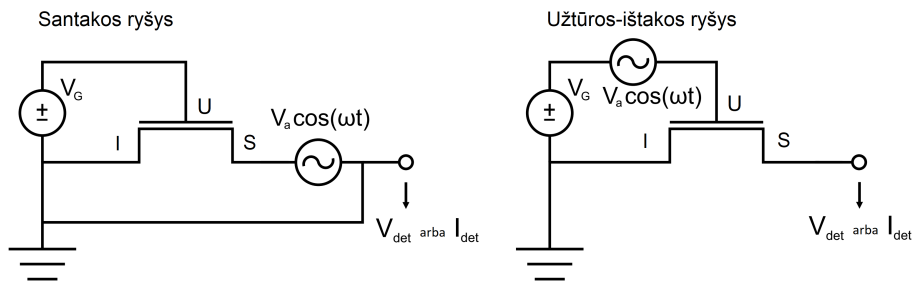 Santakos ryšys
V_G
±
U
I
S
V_a cos(ωt)
V_det arba I_det
Užtūros-ištakos ryšys
V_G
±
V_a cos(ωt)
U
I
S
V_det arba I_det